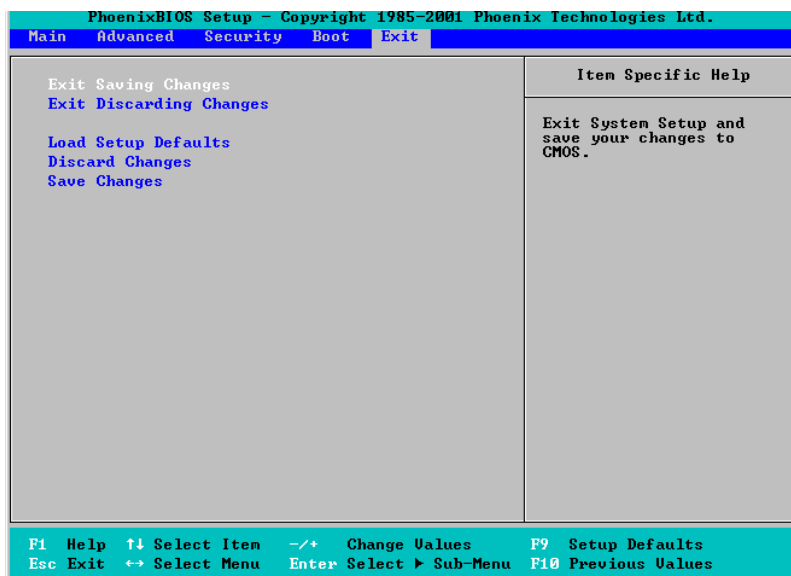 PhoenixBIOS Setup - Copyright 1985-2001 Phoenix Technologies Ltd.
Main Advanced Security Boot Exit
Exit Saving Changes
Exit Discarding Changes
Load Setup Defaults
Discard Changes
Save Changes
Item Specific Help
Exit System Setup and
save your changes to
CMOS.
F1 Help ↑↓ Select Item -/+ Change Values F9 Setup Defaults
Esc Exit ↔ Select Menu Enter Select ▶ Sub-Menu F10 Previous Values